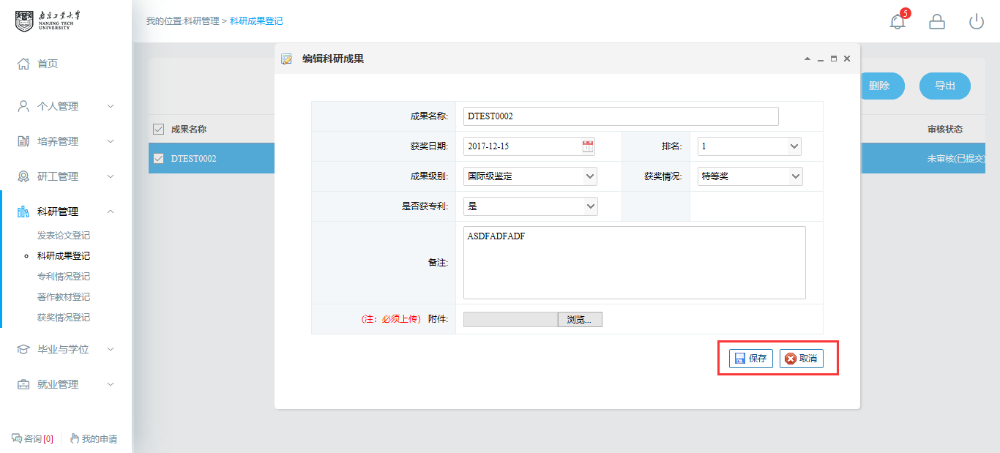 南京工业大学
NANJING TECH
UNIVERSITY
我的位置:科研管理 > 科研成果登记
5
首页
个人管理
培养管理
研工管理
科研管理
发表论文登记
科研成果登记
专利情况登记
著作教材登记
获奖情况登记
毕业与学位
就业管理
咨询[0]
我的申请
删除
导出
成果名称
审核状态
DTEST0002
未审核(已提交)
编辑科研成果
成果名称: DTEST0002
获奖日期: 2017-12-15 排名: 1
成果级别: 国际级鉴定 获奖情况: 特等奖
是否获专利: 是
备注: ASDFADFADF
(注：必须上传) 附件: 浏览...
保存 取消